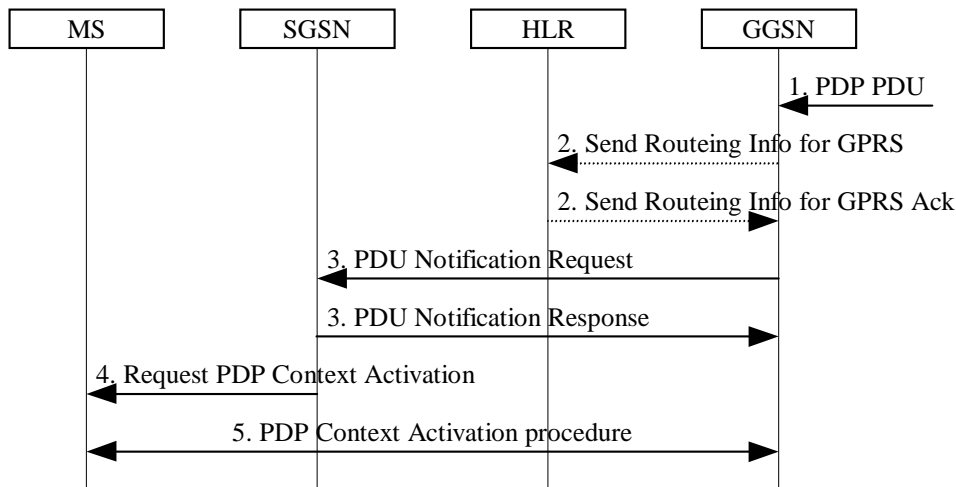 MS
SGSN
HLR
GGSN
1. PDP PDU
2. Send Routeing Info for GPRS
2. Send Routeing Info for GPRS Ack
3. PDU Notification Request
3. PDU Notification Response
4. Request PDP Context Activation
5. PDP Context Activation procedure